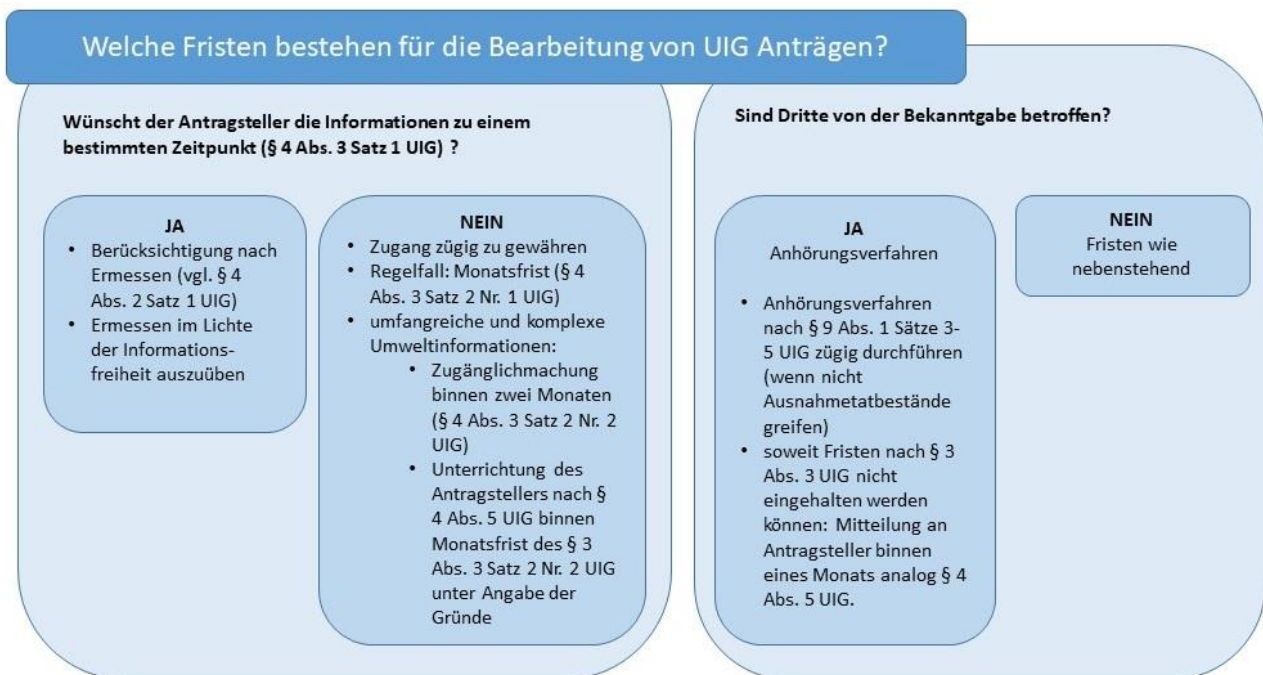 Welche Fristen bestehen für die Bearbeitung von UIG Anträgen?
Wünscht der Antragsteller die Informationen zu einem
bestimmten Zeitpunkt (§ 4 Abs. 3 Satz 1 UIG) ?
JA
• Berücksichtigung nach
Ermessen (vgl. § 4
Abs. 2 Satz 1 UIG)
• Ermessen im Lichte
der Informations-
freiheit auszuüben
NEIN
• Zugang zügig zu gewähren
• Regelfall: Monatsfrist (§ 4
Abs. 3 Satz 2 Nr. 1 UIG)
• umfangreiche und komplexe
Umweltinformationen:
• Zugänglichmachung
binnen zwei Monaten
(§ 4 Abs. 3 Satz 2 Nr. 2
UIG)
• Unterrichtung des
Antragstellers nach §
4 Abs. 5 UIG binnen
Monatsfrist des § 3
Abs. 3 Satz 2 Nr. 2 UIG
unter Angabe der
Gründe
Sind Dritte von der Bekanntgabe betroffen?
JA
Anhörungsverfahren
• Anhörungsverfahren
nach § 9 Abs. 1 Sätze 3-
5 UIG zügig durchführen
(wenn nicht
Ausnahmetatbestände
greifen)
• soweit Fristen nach § 3
Abs. 3 UIG nicht
eingehalten werden
können: Mitteilung an
Antragsteller binnen
eines Monats analog § 4
Abs. 5 UIG.
NEIN
Fristen wie
nebenstehend